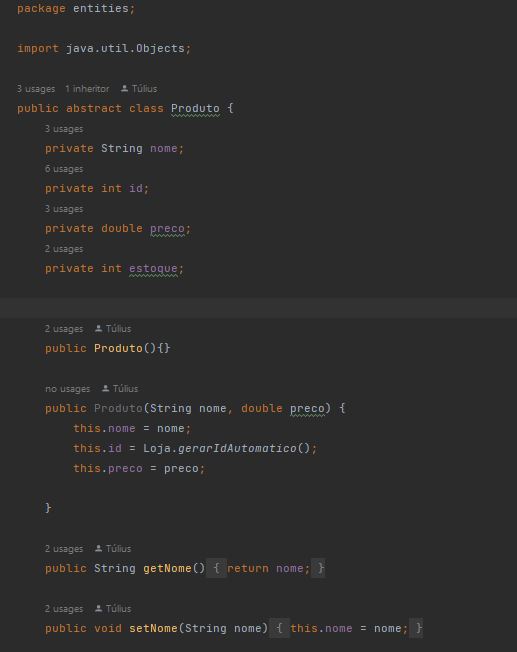 package entities;
import java.util.Objects;
3 usages 1 inheritor Túlius
public abstract class Produto {
3 usages
private String nome;
6 usages
private int id;
3 usages
private double preco;
2 usages
private int estoque;
2 usages Túlius
public Produto(){}
no usages Túlius
public Produto(String nome, double preco) {
this.nome = nome;
this.id = Loja.gerarIdAutomatico();
this.preco = preco;
}
2 usages Túlius
public String getNome() { return nome; }
2 usages Túlius
public void setNome(String nome) { this.nome = nome; }